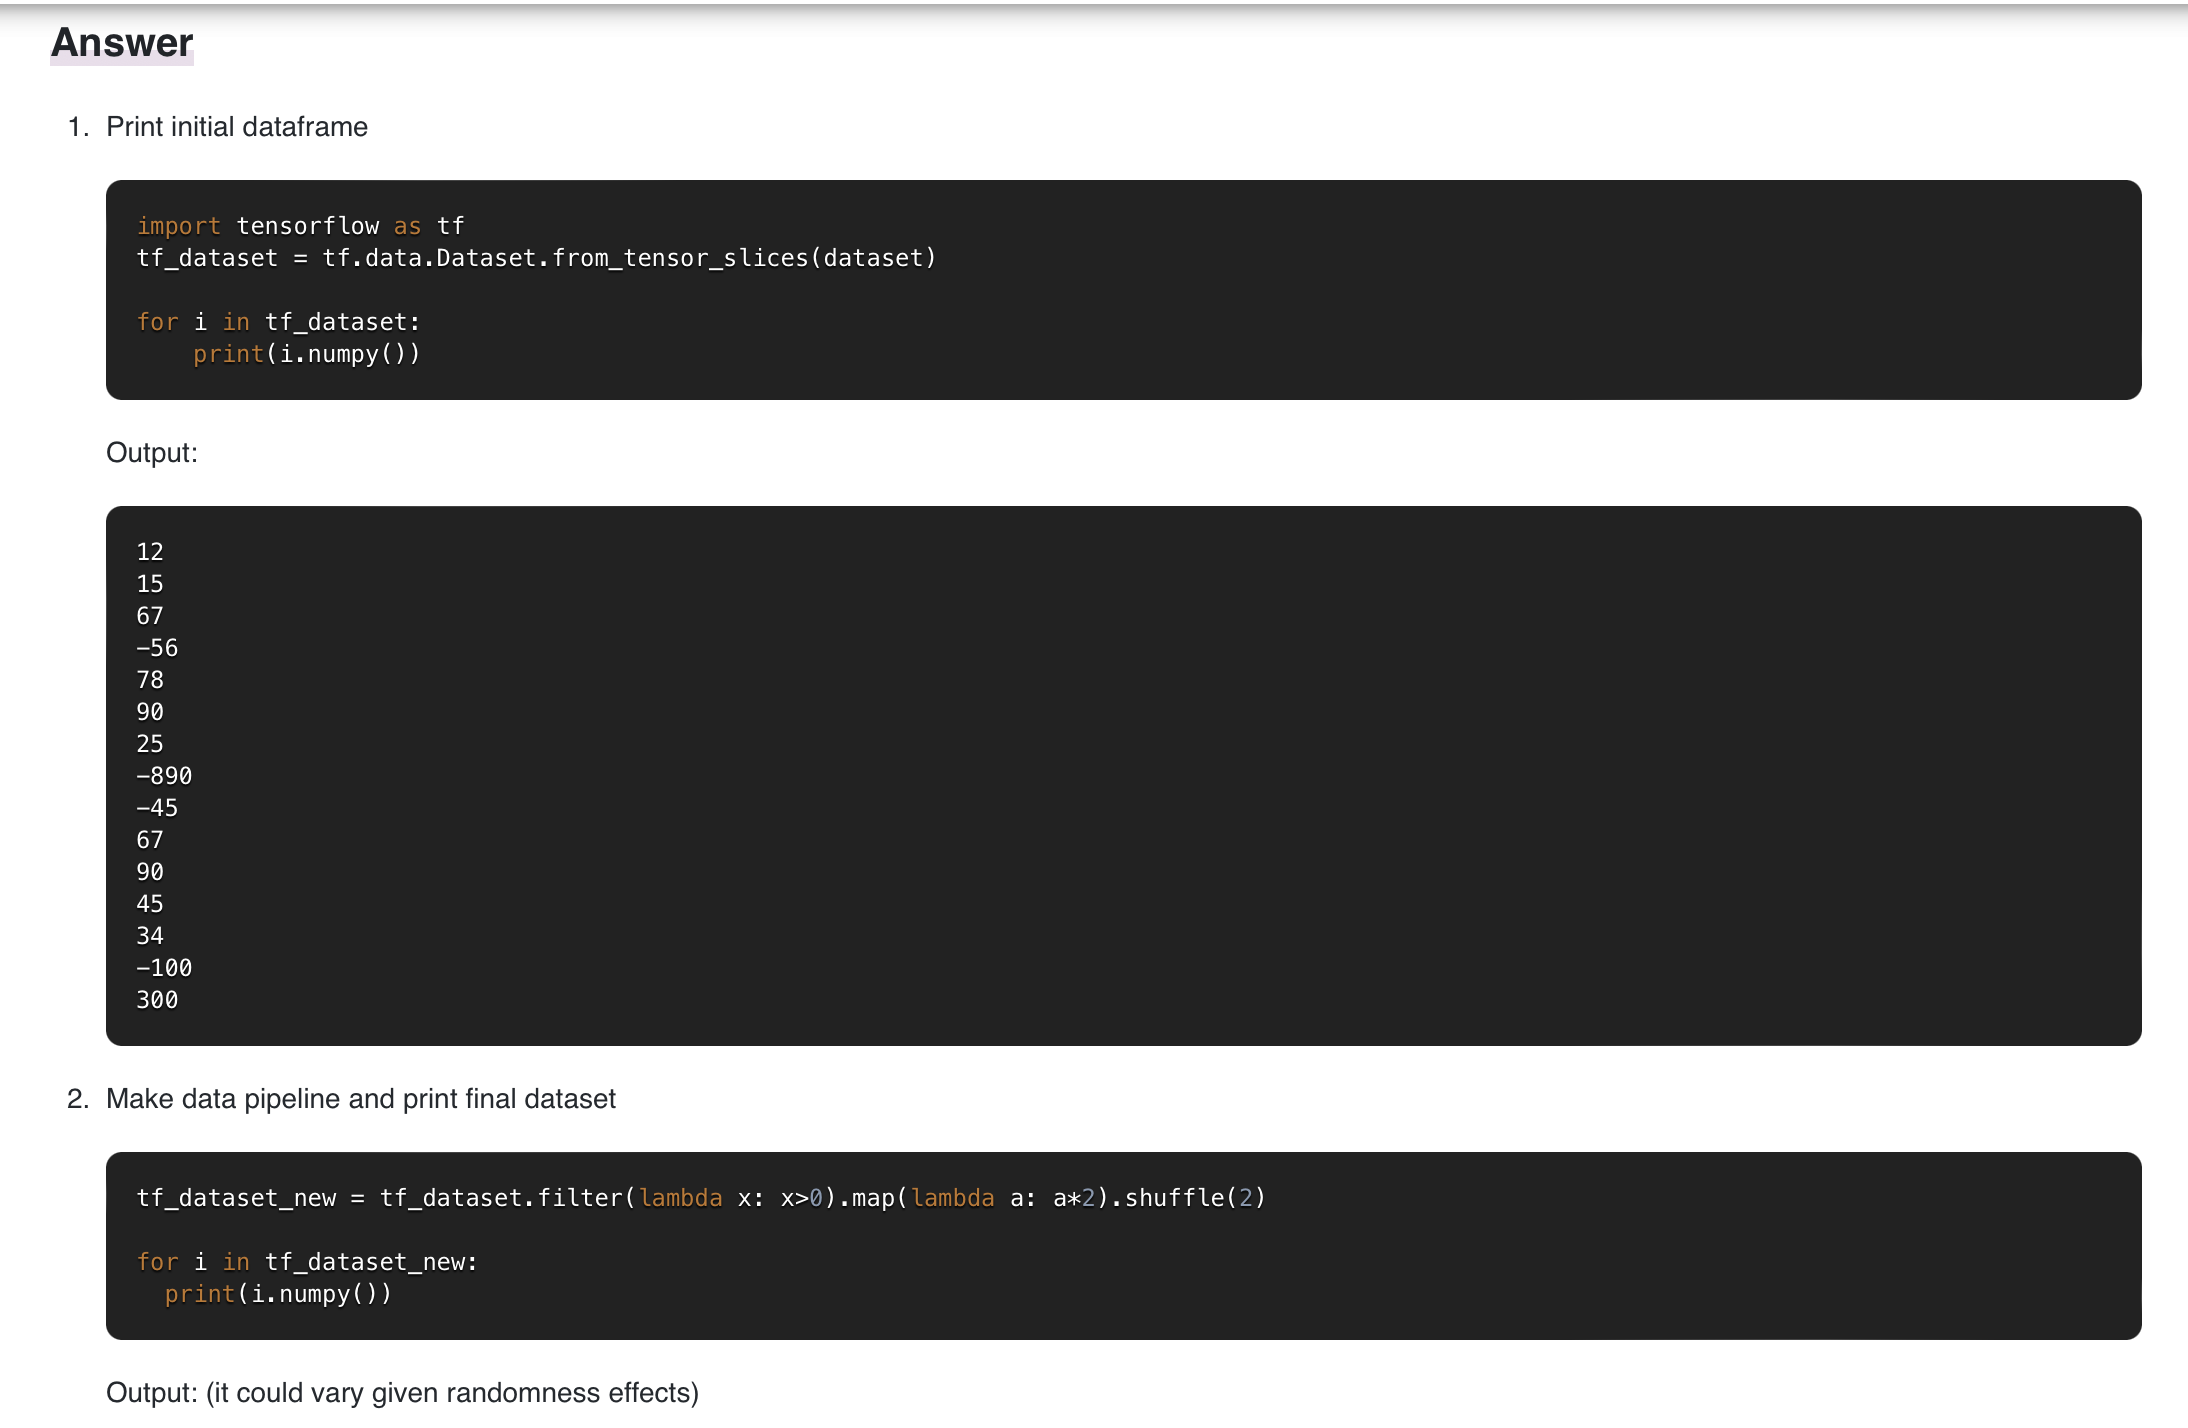 Answer
1. Print initial dataframe
import tensorflow as tf
tf_dataset = tf.data.Dataset.from_tensor_slices(dataset)
for i in tf_dataset:
    print(i.numpy())
Output:
12
15
67
−56
78
90
25
−890
−45
67
90
45
34
−100
300
2. Make data pipeline and print final dataset
tf_dataset_new = tf_dataset.filter(lambda x: x>0).map(lambda a: a*2).shuffle(2)
for i in tf_dataset_new:
  print(i.numpy())
Output: (it could vary given randomness effects)